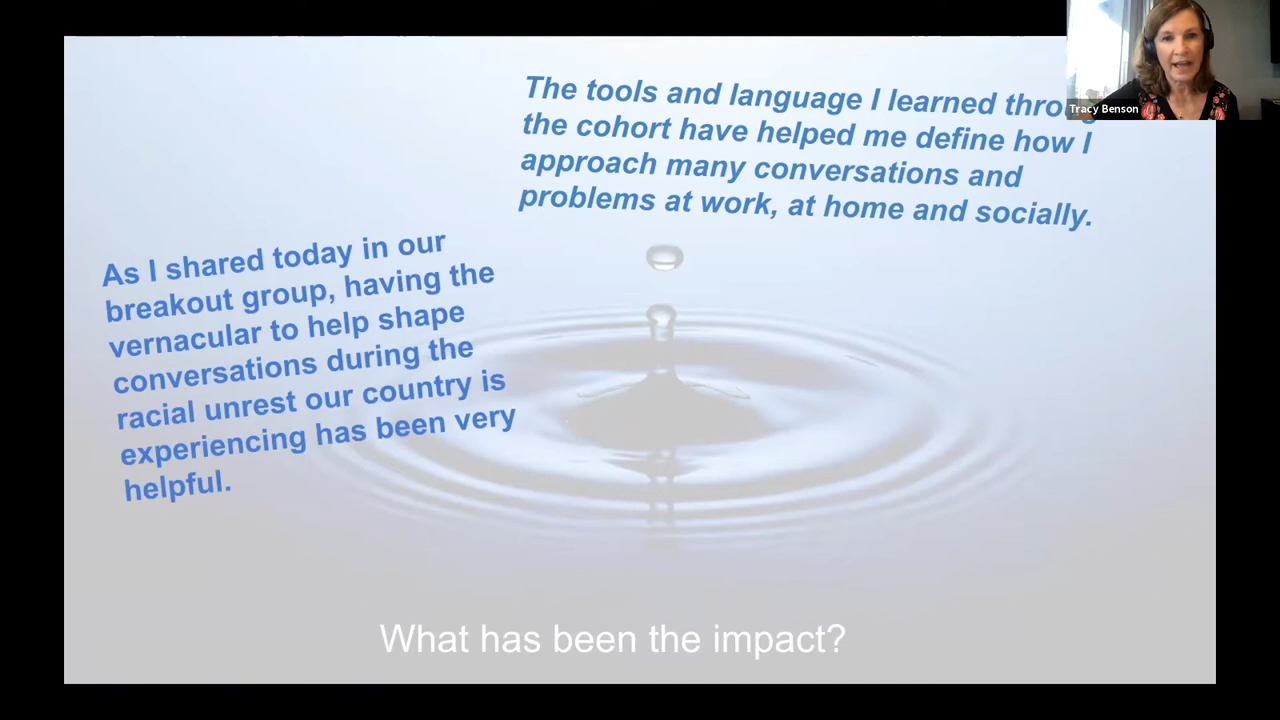 The tools and language I learned
the cohort have helped me define how I
approach many conversations and
problems at work, at home and socially.
Tracy Benson
As I shared today in our
breakout group, having the
vernacular to help shape
conversations during the
racial unrest our country is
experiencing has been very
helpful.
What has been the impact?